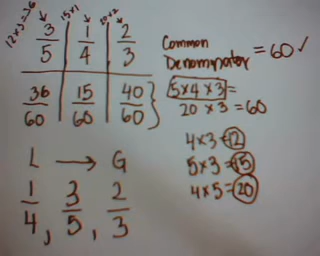 12×3=36 15×1 20×2
3/5 1/4 2/3
36/60 15/60 40/60
L → G
1/4, 3/5, 2/3
Common
Denominator = 60 ✓
5×4×3 =
20 × 3 = 60
4×3=12
5×3=15
4×5=20